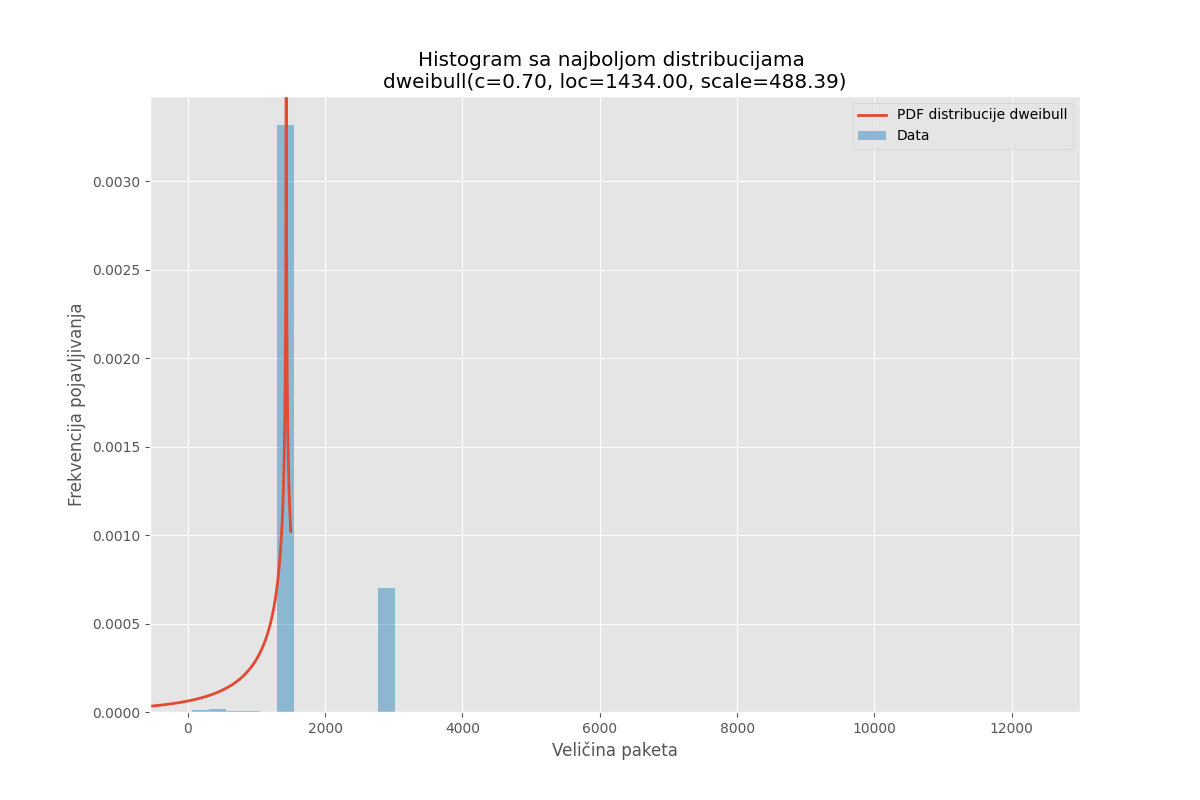 Histogram sa najboljom distribucijama
dweibull(c=0.70, loc=1434.00, scale=488.39)
PDF distribucije dweibull
Data
Frekvencija pojavljivanja
0.0030
0.0025
0.0020
0.0015
0.0010
0.0005
0.0000
0 2000 4000 6000 8000 10000 12000
Veličina paketa